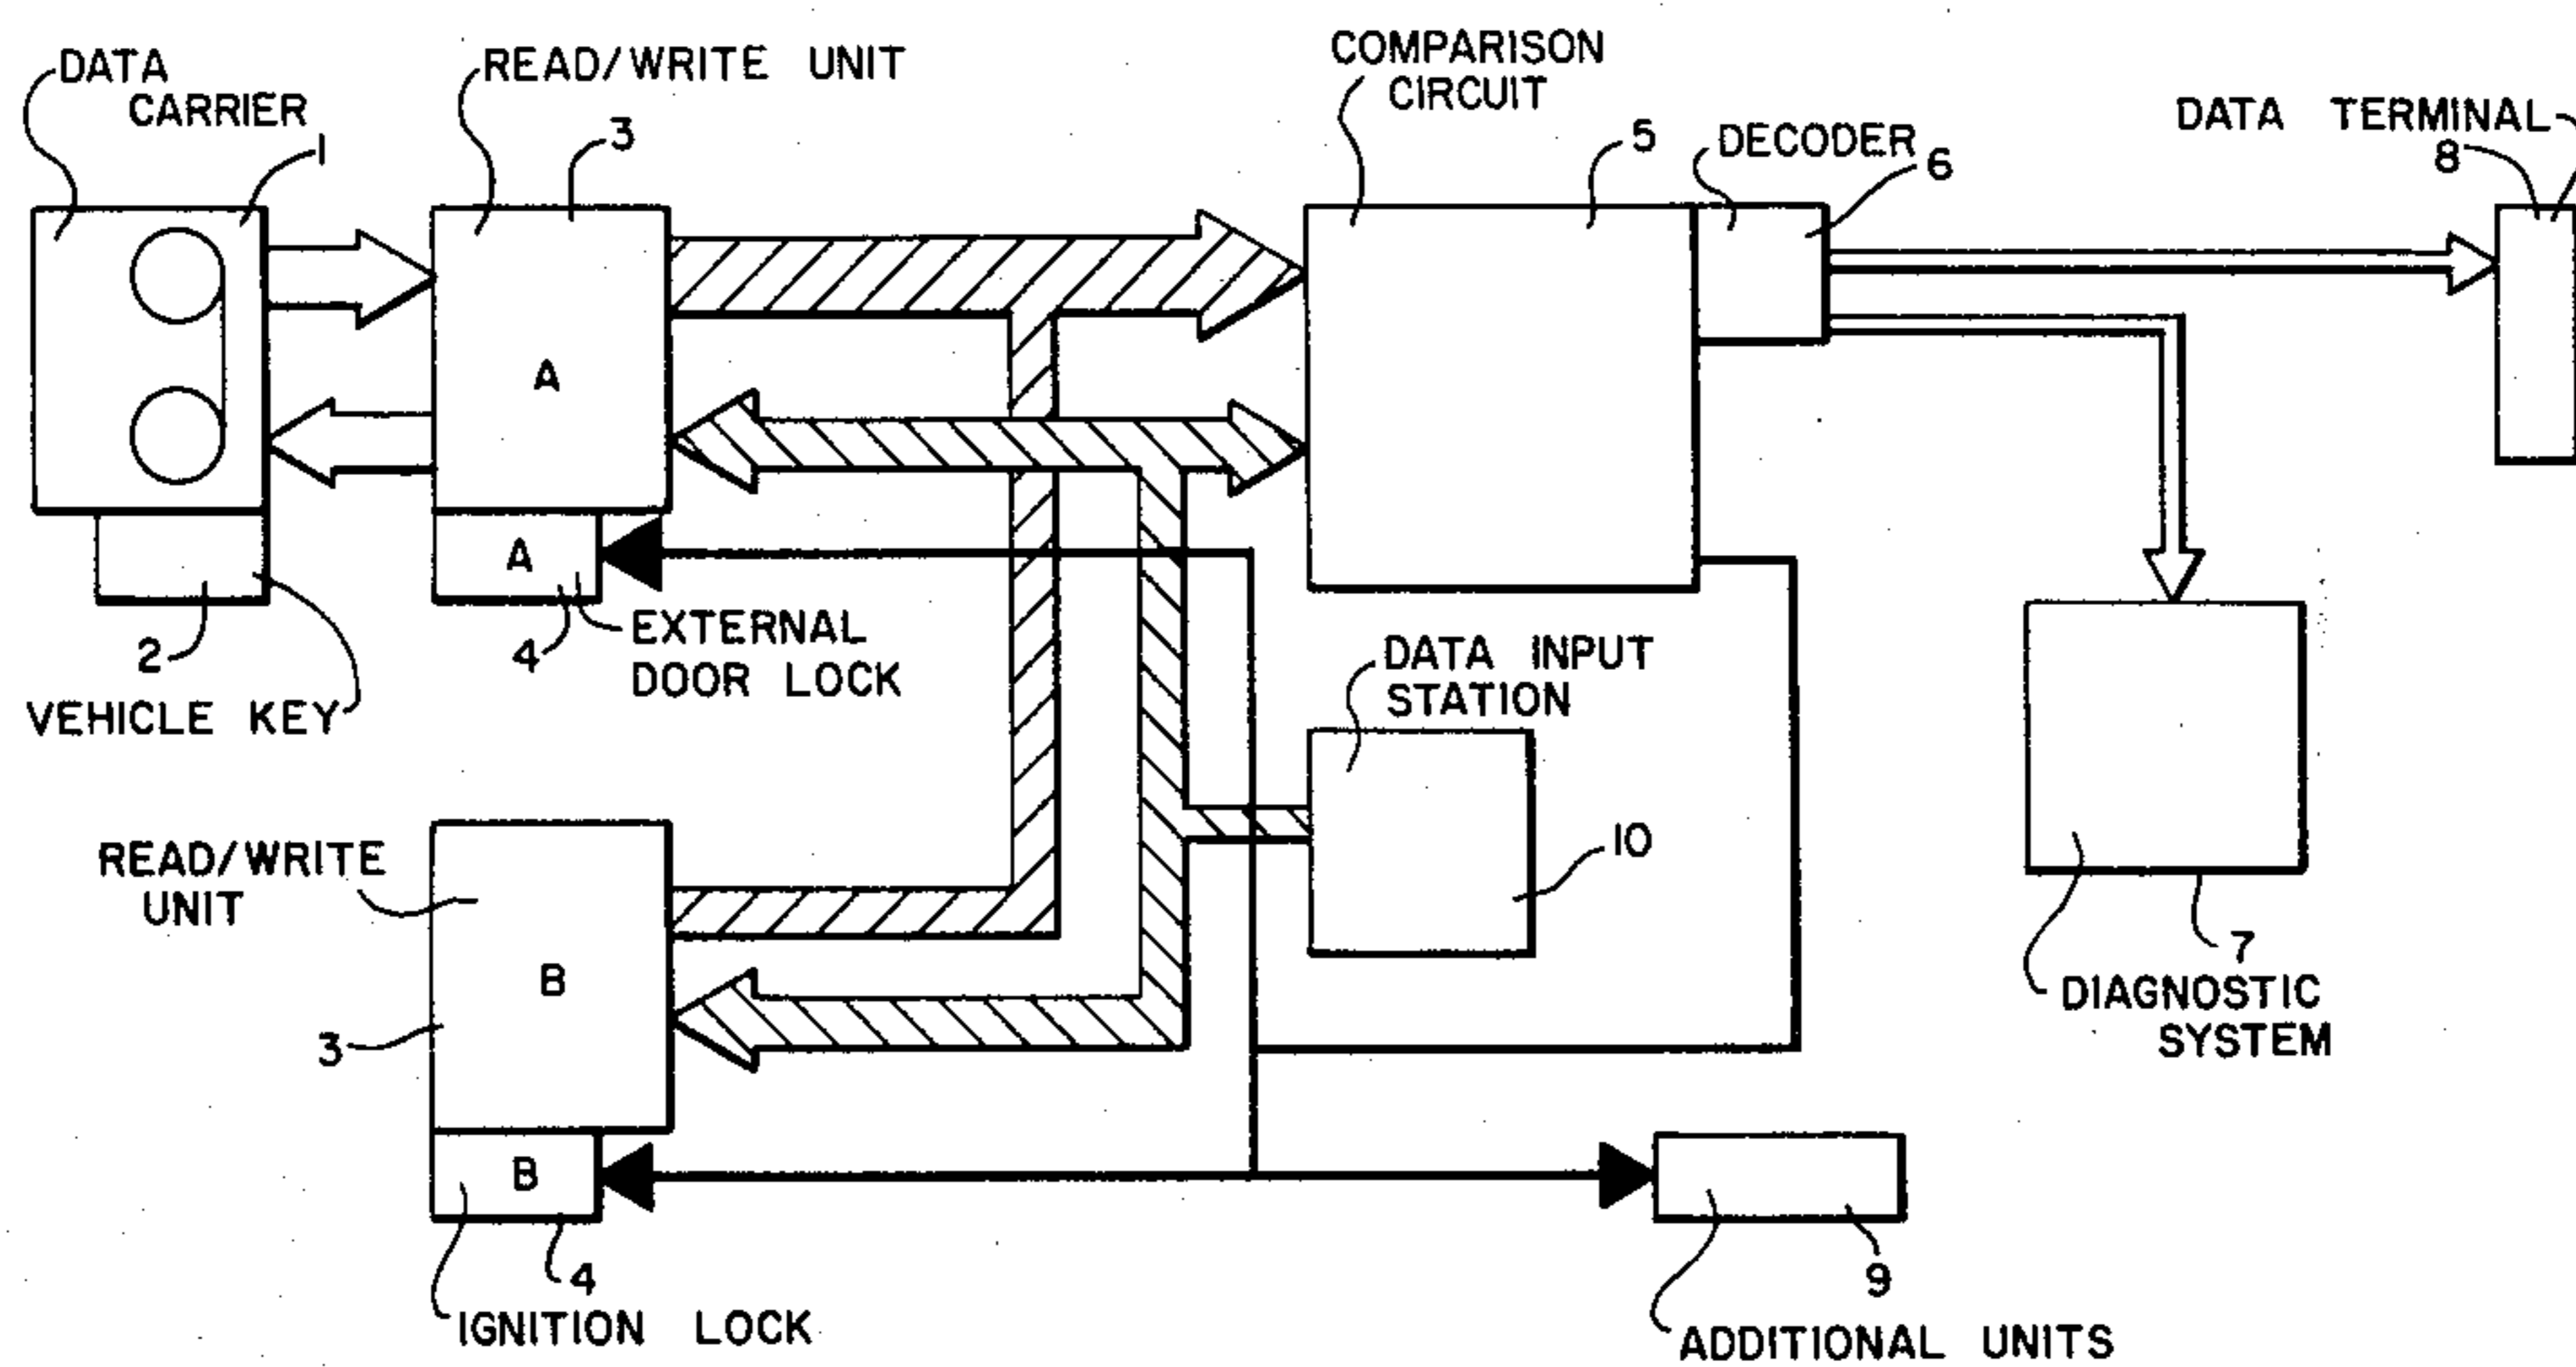 DATA
CARRIER
1
READ/WRITE UNIT
3
COMPARISON
CIRCUIT
5
DECODER
6
DATA TERMINAL
8
A
A
4
EXTERNAL
DOOR LOCK
2
VEHICLE KEY
DATA INPUT
STATION
10
READ/WRITE
UNIT
B
3
B
4
IGNITION LOCK
7
DIAGNOSTIC
SYSTEM
9
ADDITIONAL UNITS